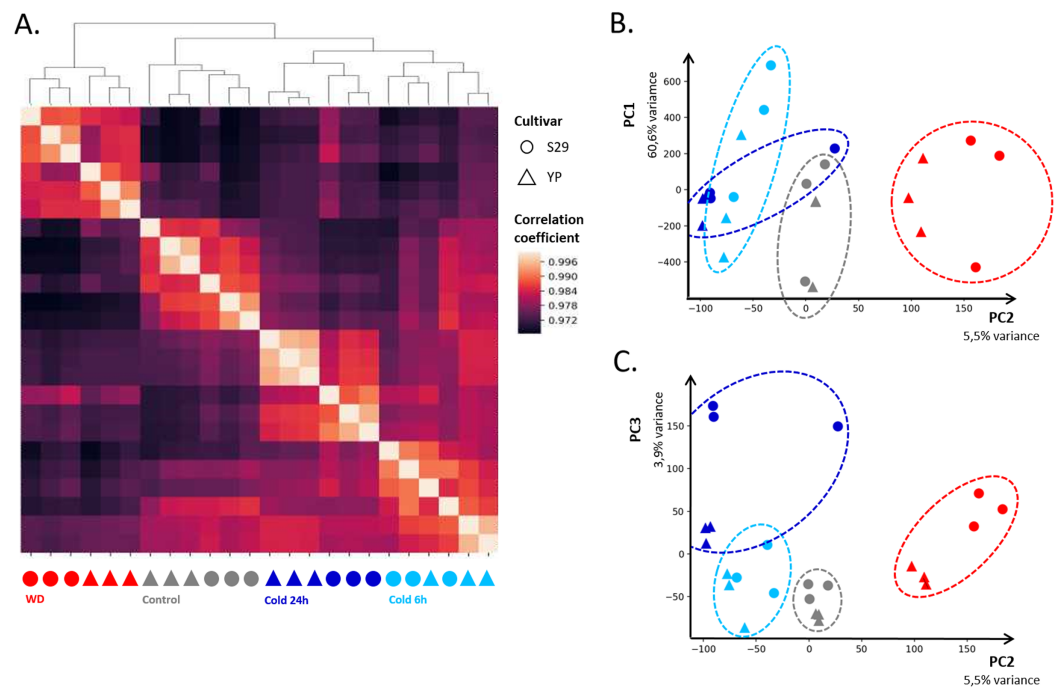 A.
Cultivar
S29
YP
Correlation
coefficient
0.996
0.990
0.984
0.978
0.972
WD
Control
Cold 24h
Cold 6h
B.
PC1
60,6% variamce
600
400
200
0
−200
−400
−100
−50
0
50
100
150
PC2
5,5% variance
C.
PC3
3,9% variance
150
100
50
0
−50
−100
−50
0
50
100
150
PC2
5,5% variance